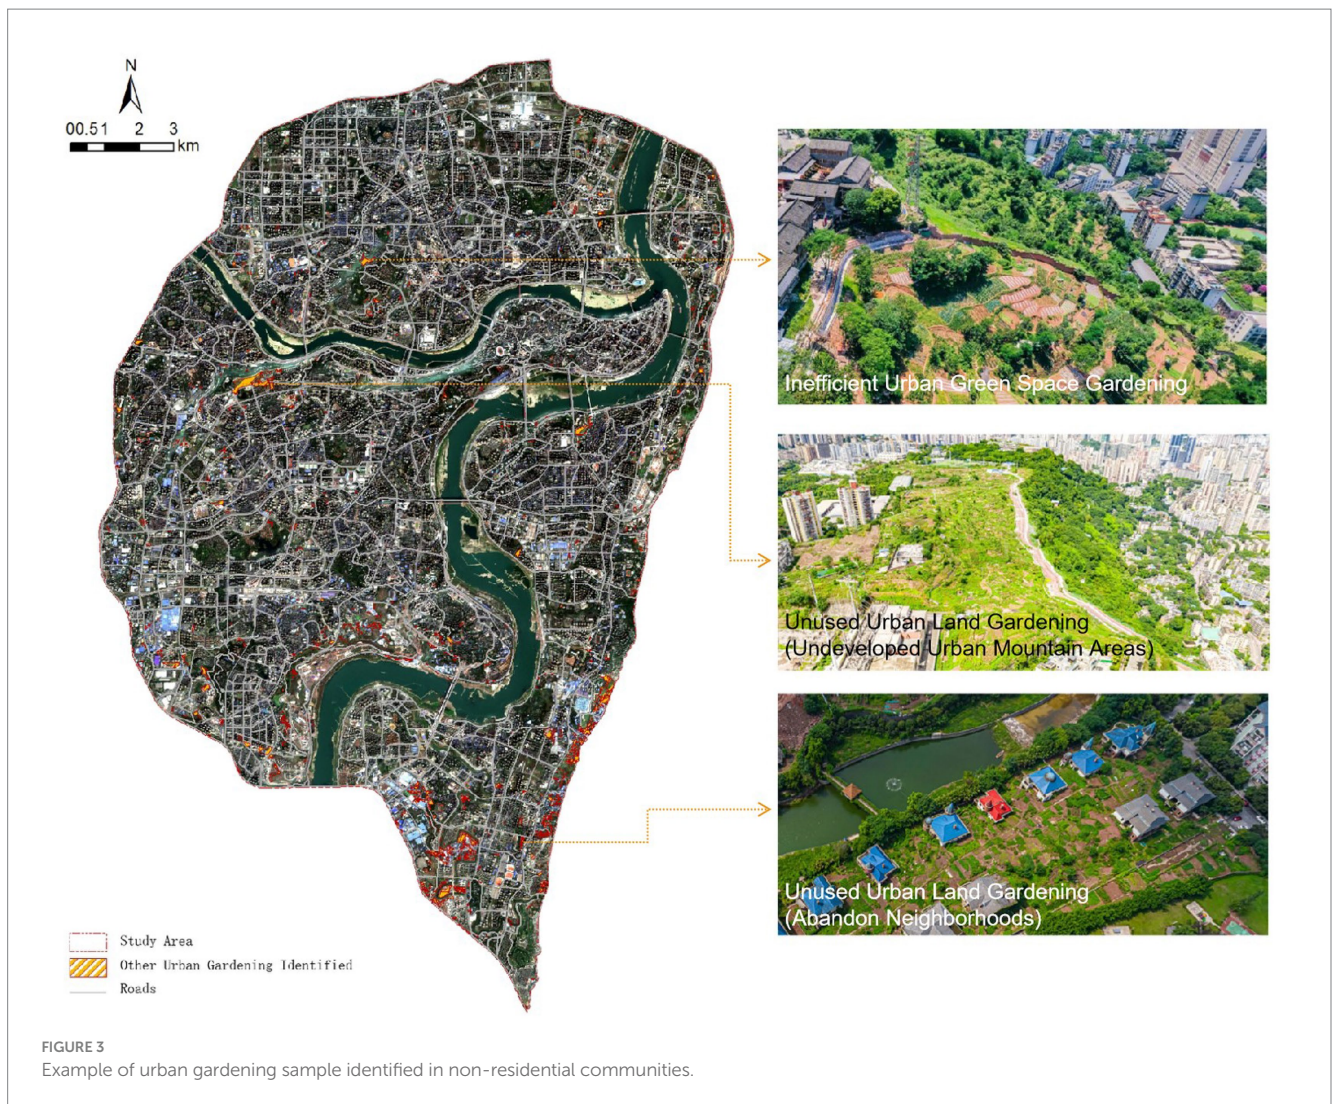 N
00.51 2 3
km
Inefficient Urban Green Space Gardening
Unused Urban Land Gardening
(Undeveloped Urban Mountain Areas)
Unused Urban Land Gardening
(Abandon Neighborhoods)
Study Area
Other Urban Gardening Identified
Roads
FIGURE 3
Example of urban gardening sample identified in non-residential communities.